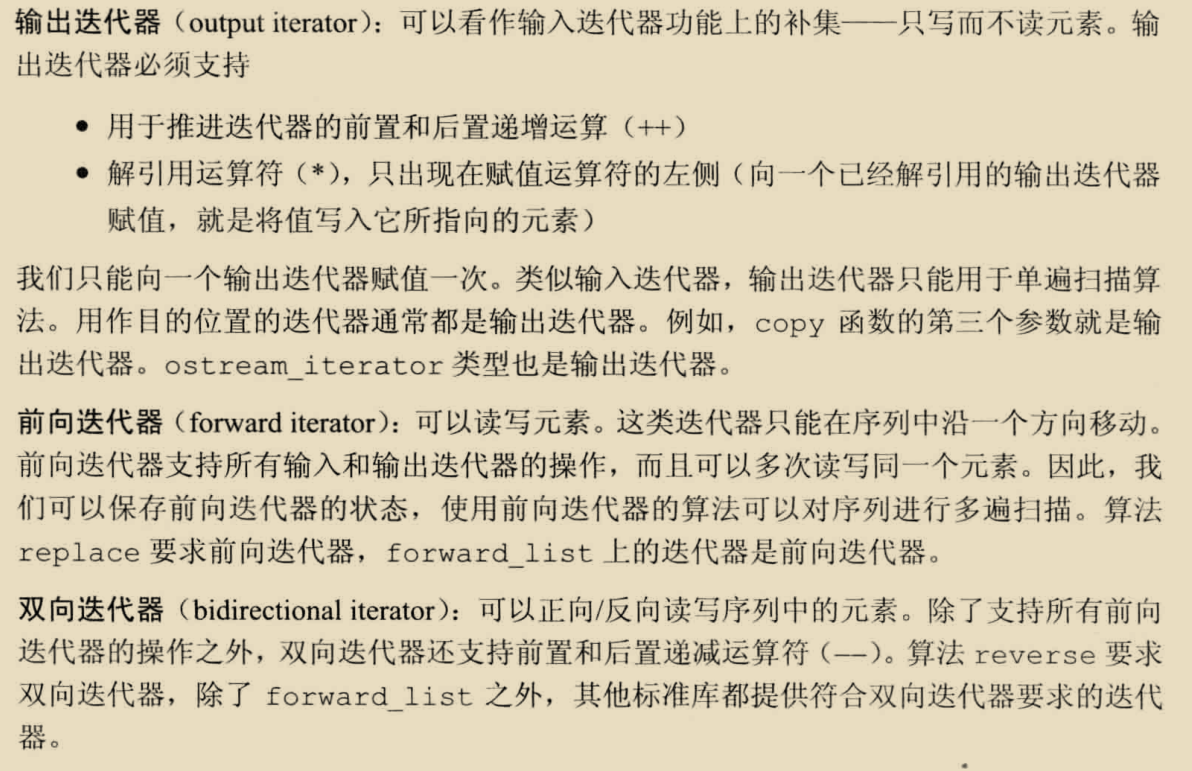 输出迭代器（output iterator）：可以看作输入迭代器功能上的补集——只写而不读元素。输
出迭代器必须支持
● 用于推进迭代器的前置和后置递增运算（++）
● 解引用运算符（*），只出现在赋值运算符的左侧（向一个已经解引用的输出迭代器
赋值，就是将值写入它所指向的元素）
我们只能向一个输出迭代器赋值一次。类似输入迭代器，输出迭代器只能用于单遍扫描算
法。用作目的位置的迭代器通常都是输出迭代器。例如，copy 函数的第三个参数就是输
出迭代器。ostream_iterator 类型也是输出迭代器。
前向迭代器（forward iterator）：可以读写元素。这类迭代器只能在序列中沿一个方向移动。
前向迭代器支持所有输入和输出迭代器的操作，而且可以多次读写同一个元素。因此，我
们可以保存前向迭代器的状态，使用前向迭代器的算法可以对序列进行多遍扫描。算法
replace 要求前向迭代器，forward_list 上的迭代器是前向迭代器。
双向迭代器（bidirectional iterator）：可以正向/反向读写序列中的元素。除了支持所有前向
迭代器的操作之外，双向迭代器还支持前置和后置递减运算符（--）。算法 reverse 要求
双向迭代器，除了 forward_list 之外，其他标准库都提供符合双向迭代器要求的迭代
器。